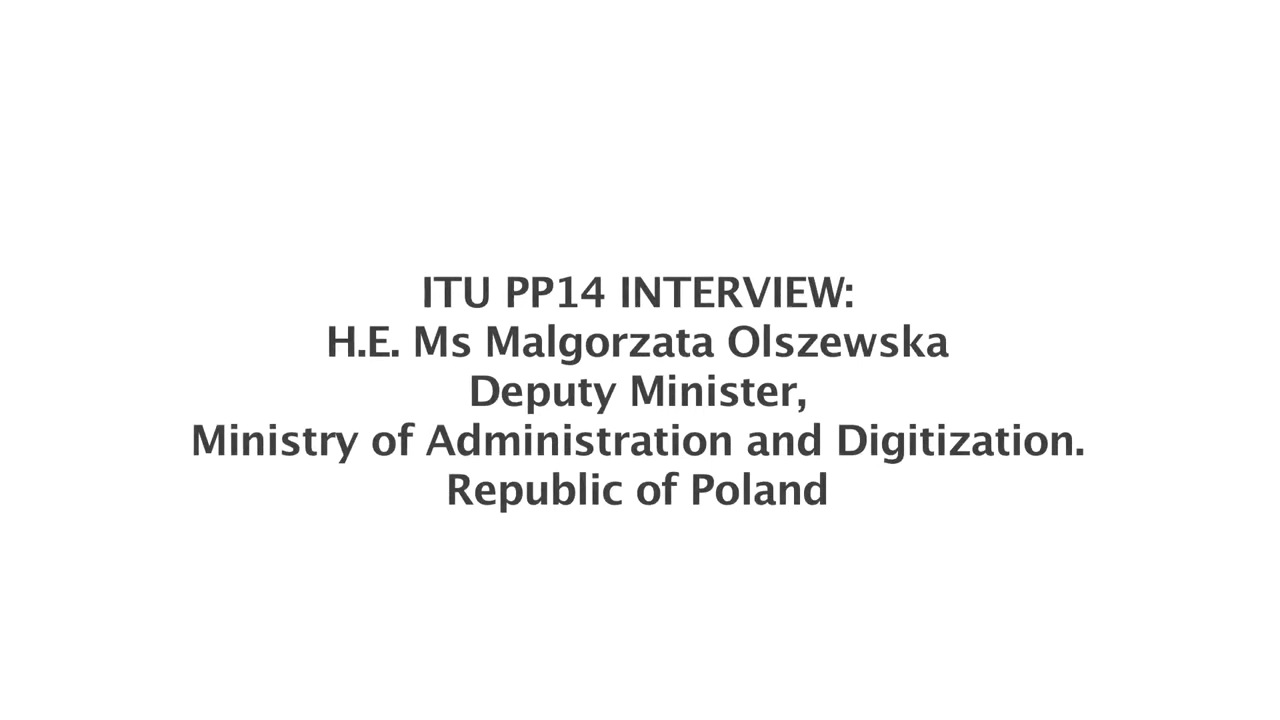 ITU PP14 INTERVIEW:
H.E. Ms Malgorzata Olszewska
Deputy Minister,
Ministry of Administration and Digitization.
Republic of Poland